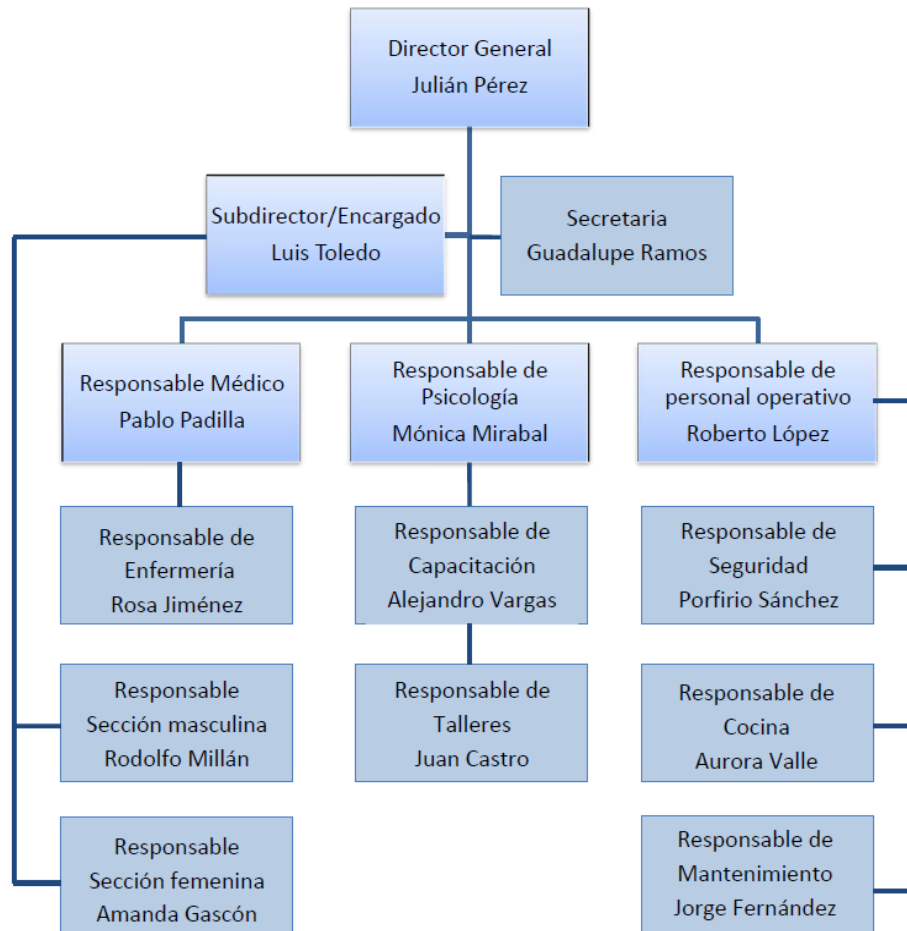 Director General
Julián Pérez
Subdirector/Encargado
Luis Toledo
Secretaria
Guadalupe Ramos
Responsable Médico
Pablo Padilla
Responsable de
Psicología
Mónica Mirabal
Responsable de
personal operativo
Roberto López
Responsable de
Enfermería
Rosa Jiménez
Responsable de
Capacitación
Alejandro Vargas
Responsable de
Seguridad
Porfirio Sánchez
Responsable
Sección masculina
Rodolfo Millán
Responsable de
Talleres
Juan Castro
Responsable de
Cocina
Aurora Valle
Responsable
Sección femenina
Amanda Gascón
Responsable de
Mantenimiento
Jorge Fernández